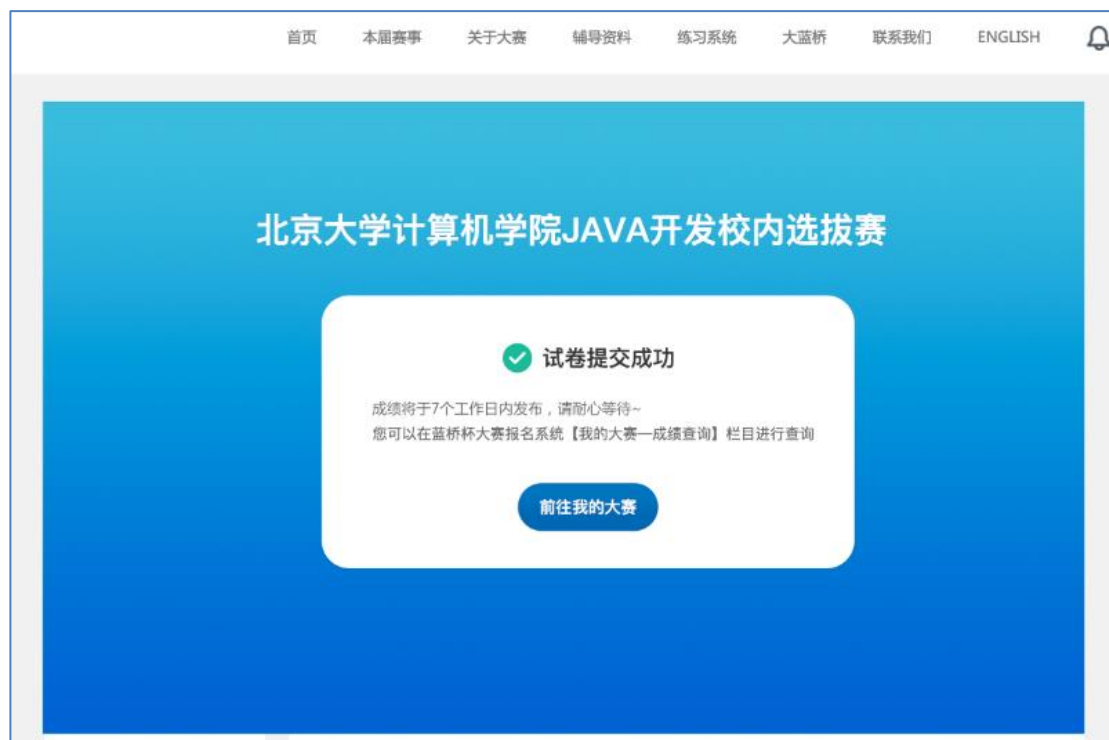 首页 本届赛事 关于大赛 辅导资料 练习系统 大蓝桥 联系我们 ENGLISH
北京大学计算机学院JAVA开发校内选拔赛
试卷提交成功
成绩将于7个工作日内发布，请耐心等待~
您可以在蓝桥杯大赛报名系统【我的大赛—成绩查询】栏目进行查询
前往我的大赛